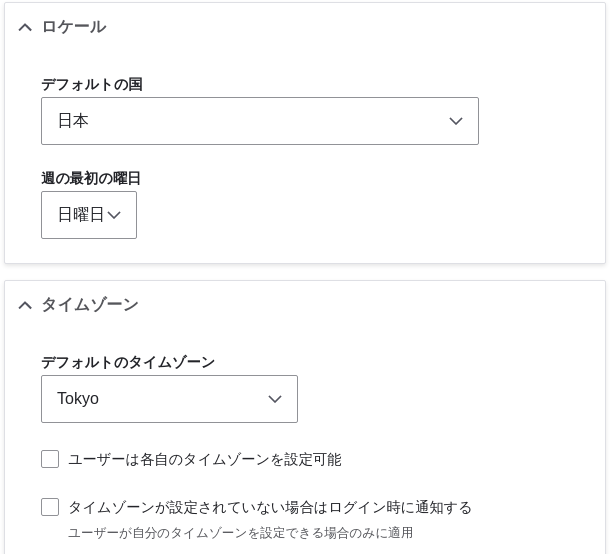 ロケール
デフォルトの国
日本
週の最初の曜日
日曜日
タイムゾーン
デフォルトのタイムゾーン
Tokyo
ユーザーは各自のタイムゾーンを設定可能
タイムゾーンが設定されていない場合はログイン時に通知する
ユーザーが自分のタイムゾーンを設定できる場合のみに適用